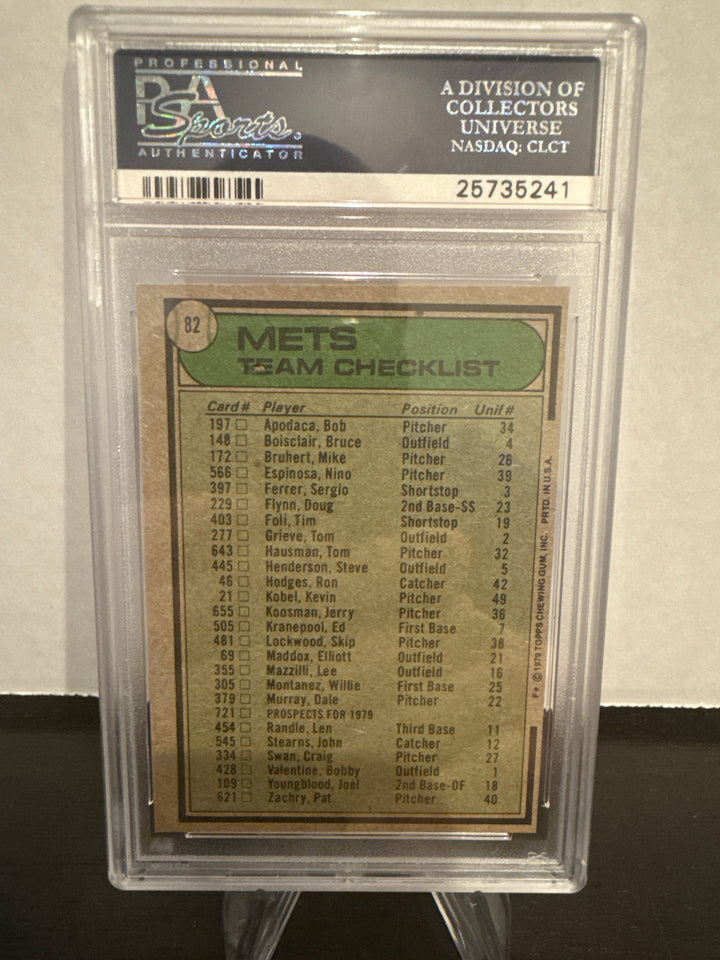 PROFESSIONAL
PSA
Sports.
AUTHENTICATOR
A DIVISION OF
COLLECTORS
UNIVERSE
NASDAQ: CLCT
25735241
82
METS
TEAM CHECKLIST
Card # Player Position Unif #
197 Apodaca, Bob Pitcher 34
148 Boisclair, Bruce Outfield 4
172 Bruhert, Mike Pitcher 26
566 Espinosa, Nino Pitcher 39
397 Ferrer, Sergio Shortstop 3
229 Flynn, Doug 2nd Base-SS 23
403 Foli, Tim Shortstop 19
277 Grieve, Tom Outfield 2
643 Hausman, Tom Pitcher 32
445 Henderson, Steve Outfield 5
46 Hodges, Ron Catcher 42
21 Kobel, Kevin Pitcher 49
655 Koosman, Jerry Pitcher 36
505 Kranepool, Ed First Base 7
481 Lockwood, Skip Pitcher 38
69 Maddox, Elliott Outfield 21
355 Mazzilli, Lee Outfield 16
305 Montanez, Willie First Base 25
379 Murray, Dale Pitcher 22
721 PROSPECTS FOR 1979
454 Randle, Len Third Base 11
545 Stearns, John Catcher 12
334 Swan, Craig Pitcher 27
428 Valentine, Bobby Outfield 1
109 Youngblood, Joel 2nd Base-OF 18
621 Zachry, Pat Pitcher 40
F* © 1979 TOPPS CHEWING GUM, INC. PRTD. IN U.S.A.